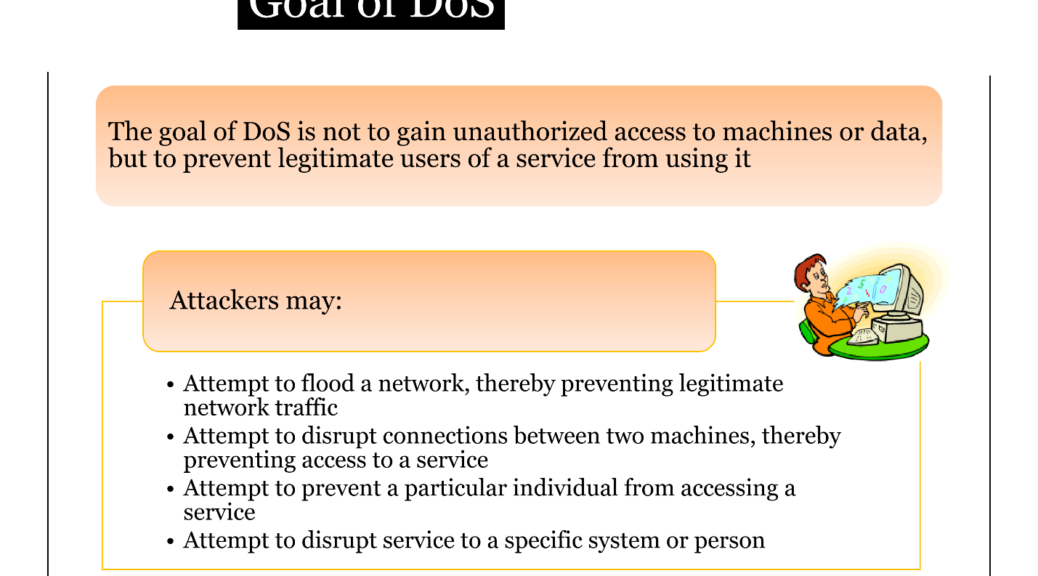 Goal of DoS
The goal of DoS is not to gain unauthorized access to machines or data,
but to prevent legitimate users of a service from using it
Attackers may:
• Attempt to flood a network, thereby preventing legitimate
network traffic
• Attempt to disrupt connections between two machines, thereby
preventing access to a service
• Attempt to prevent a particular individual from accessing a
service
• Attempt to disrupt service to a specific system or person